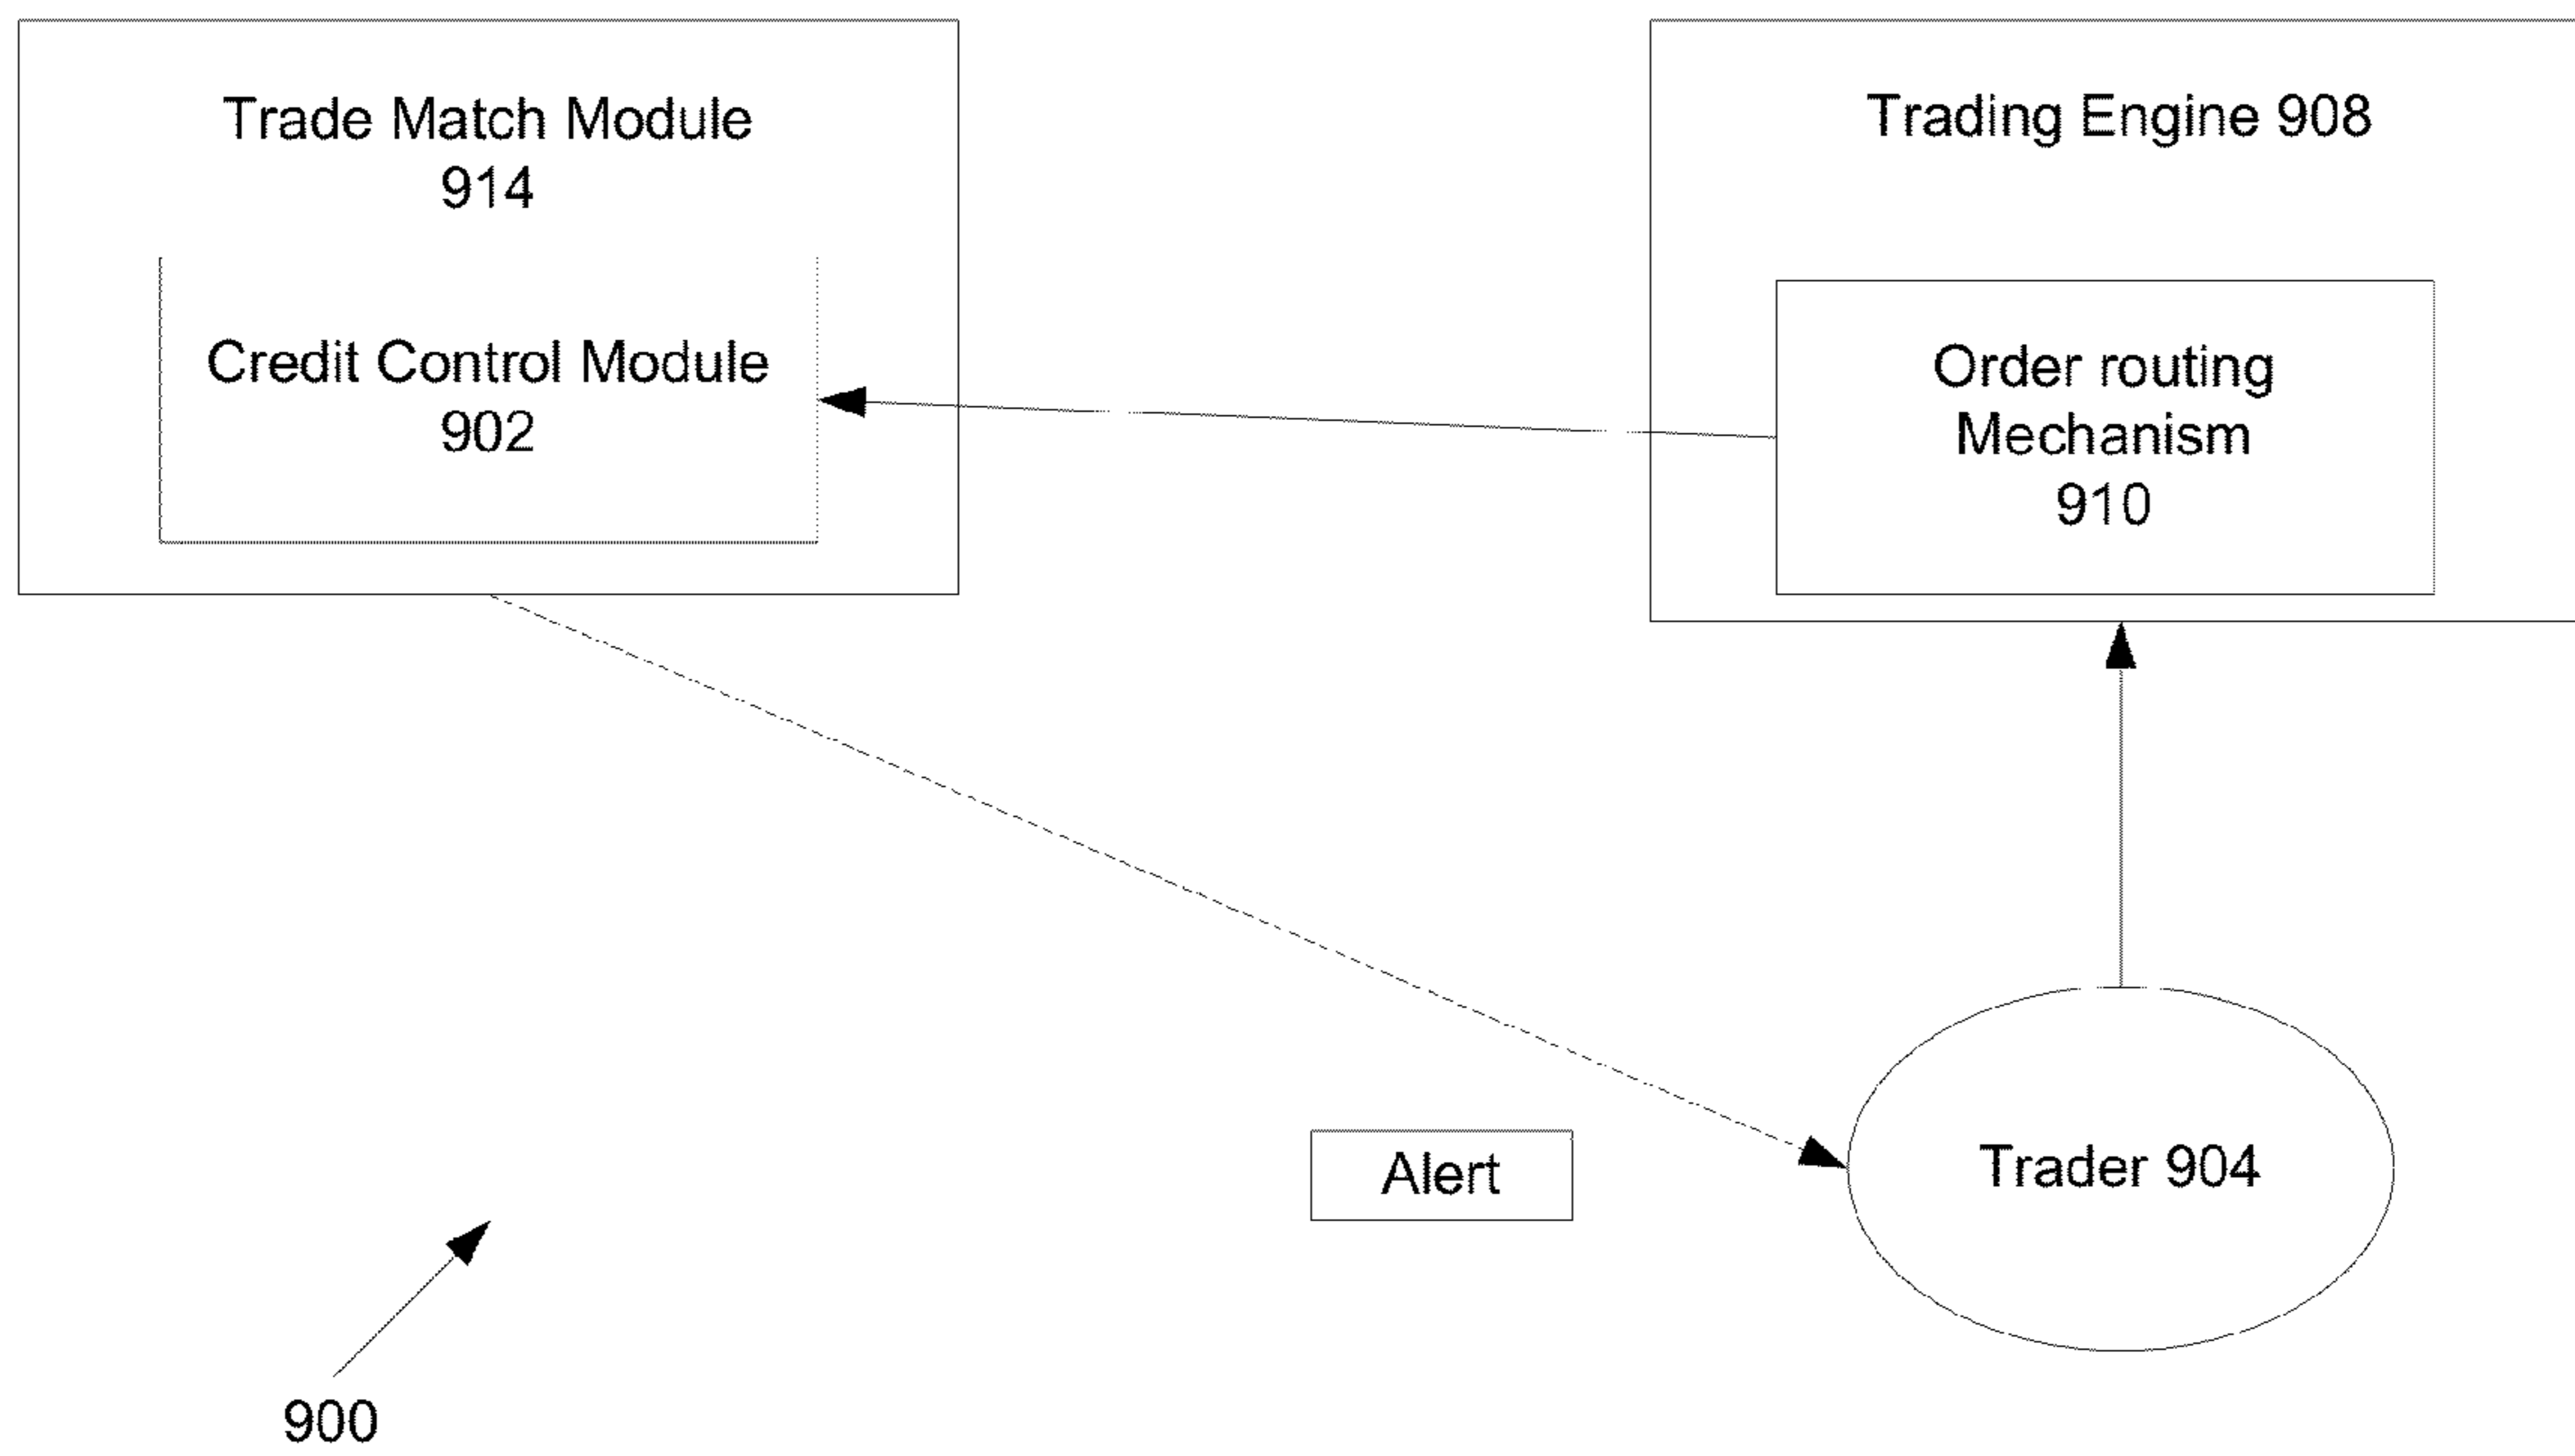 Trade Match Module
914
Credit Control Module
902
Trading Engine 908
Order routing
Mechanism
910
Alert
Trader 904
900